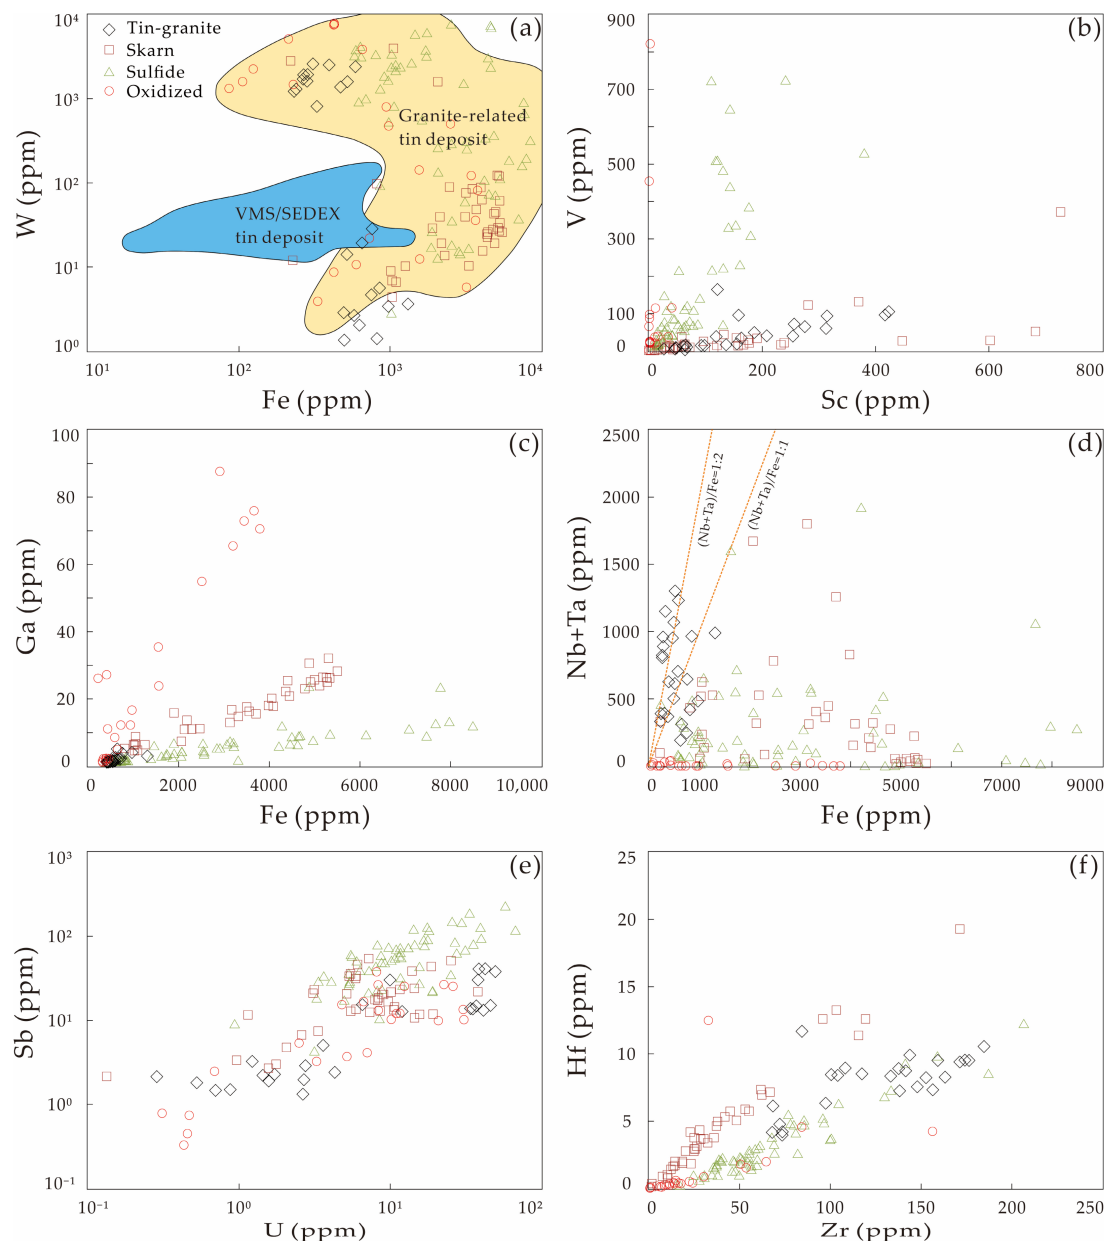 (a)
Tin-granite
Skarn
Sulfide
Oxidized
Granite-related
tin deposit
VMS/SEDEX
tin deposit
10⁴
10³
10²
10¹
10⁰
W (ppm)
10¹
10²
10³
10⁴
Fe (ppm)
(b)
900
700
500
300
100
0
V (ppm)
0
200
400
600
800
Sc (ppm)
(c)
100
80
60
40
20
0
Ga (ppm)
0
2000
4000
6000
8000
10,000
Fe (ppm)
(d)
(Nb+Ta)/Fe=1:2
(Nb+Ta)/Fe=1:1
2500
2000
1500
1000
500
0
Nb+Ta (ppm)
0
1000
3000
5000
7000
9000
Fe (ppm)
(e)
10³
10²
10¹
10⁰
10⁻¹
Sb (ppm)
10⁻¹
10⁰
10¹
10²
U (ppm)
(f)
25
20
15
10
5
0
Hf (ppm)
0
50
100
150
200
250
Zr (ppm)